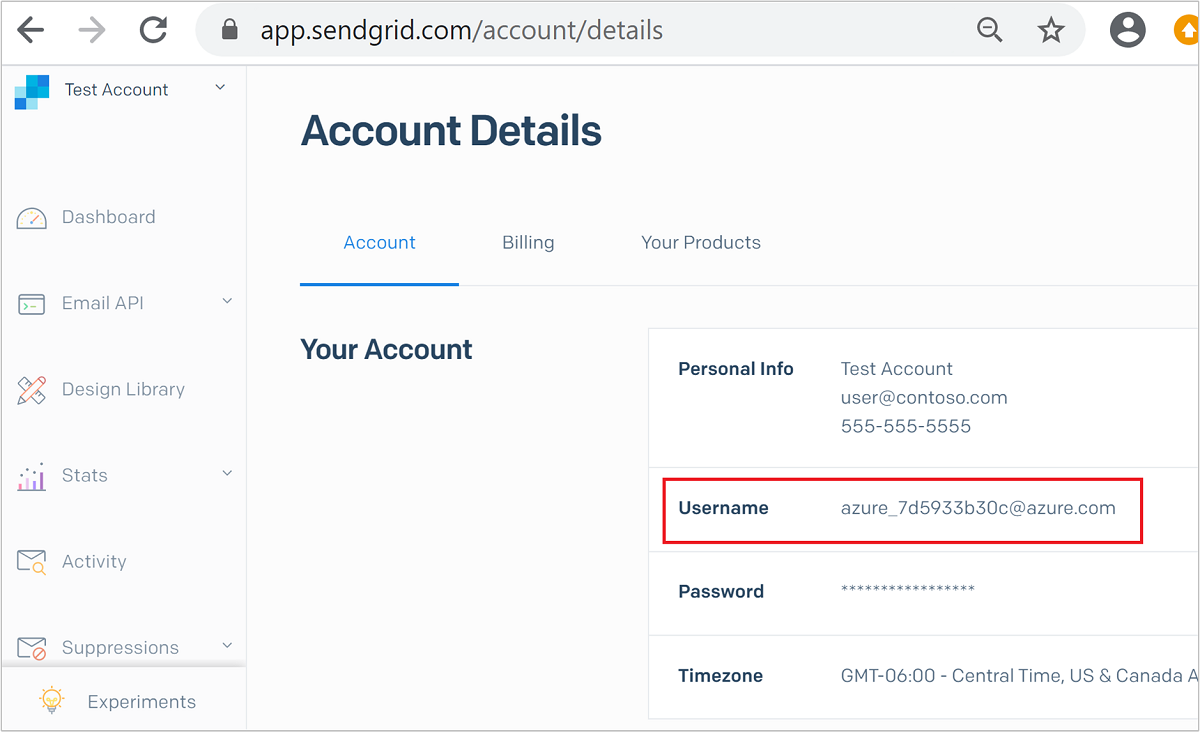 app.sendgrid.com/account/details
Test Account
Dashboard
Email API
Design Library
Stats
Activity
Suppressions
Experiments
Account Details
Account Billing Your Products
Your Account
Personal Info Test Account
user@contoso.com
555-555-5555
Username azure_7d5933b30c@azure.com
Password *****************
Timezone GMT-06:00 - Central Time, US & Canada A